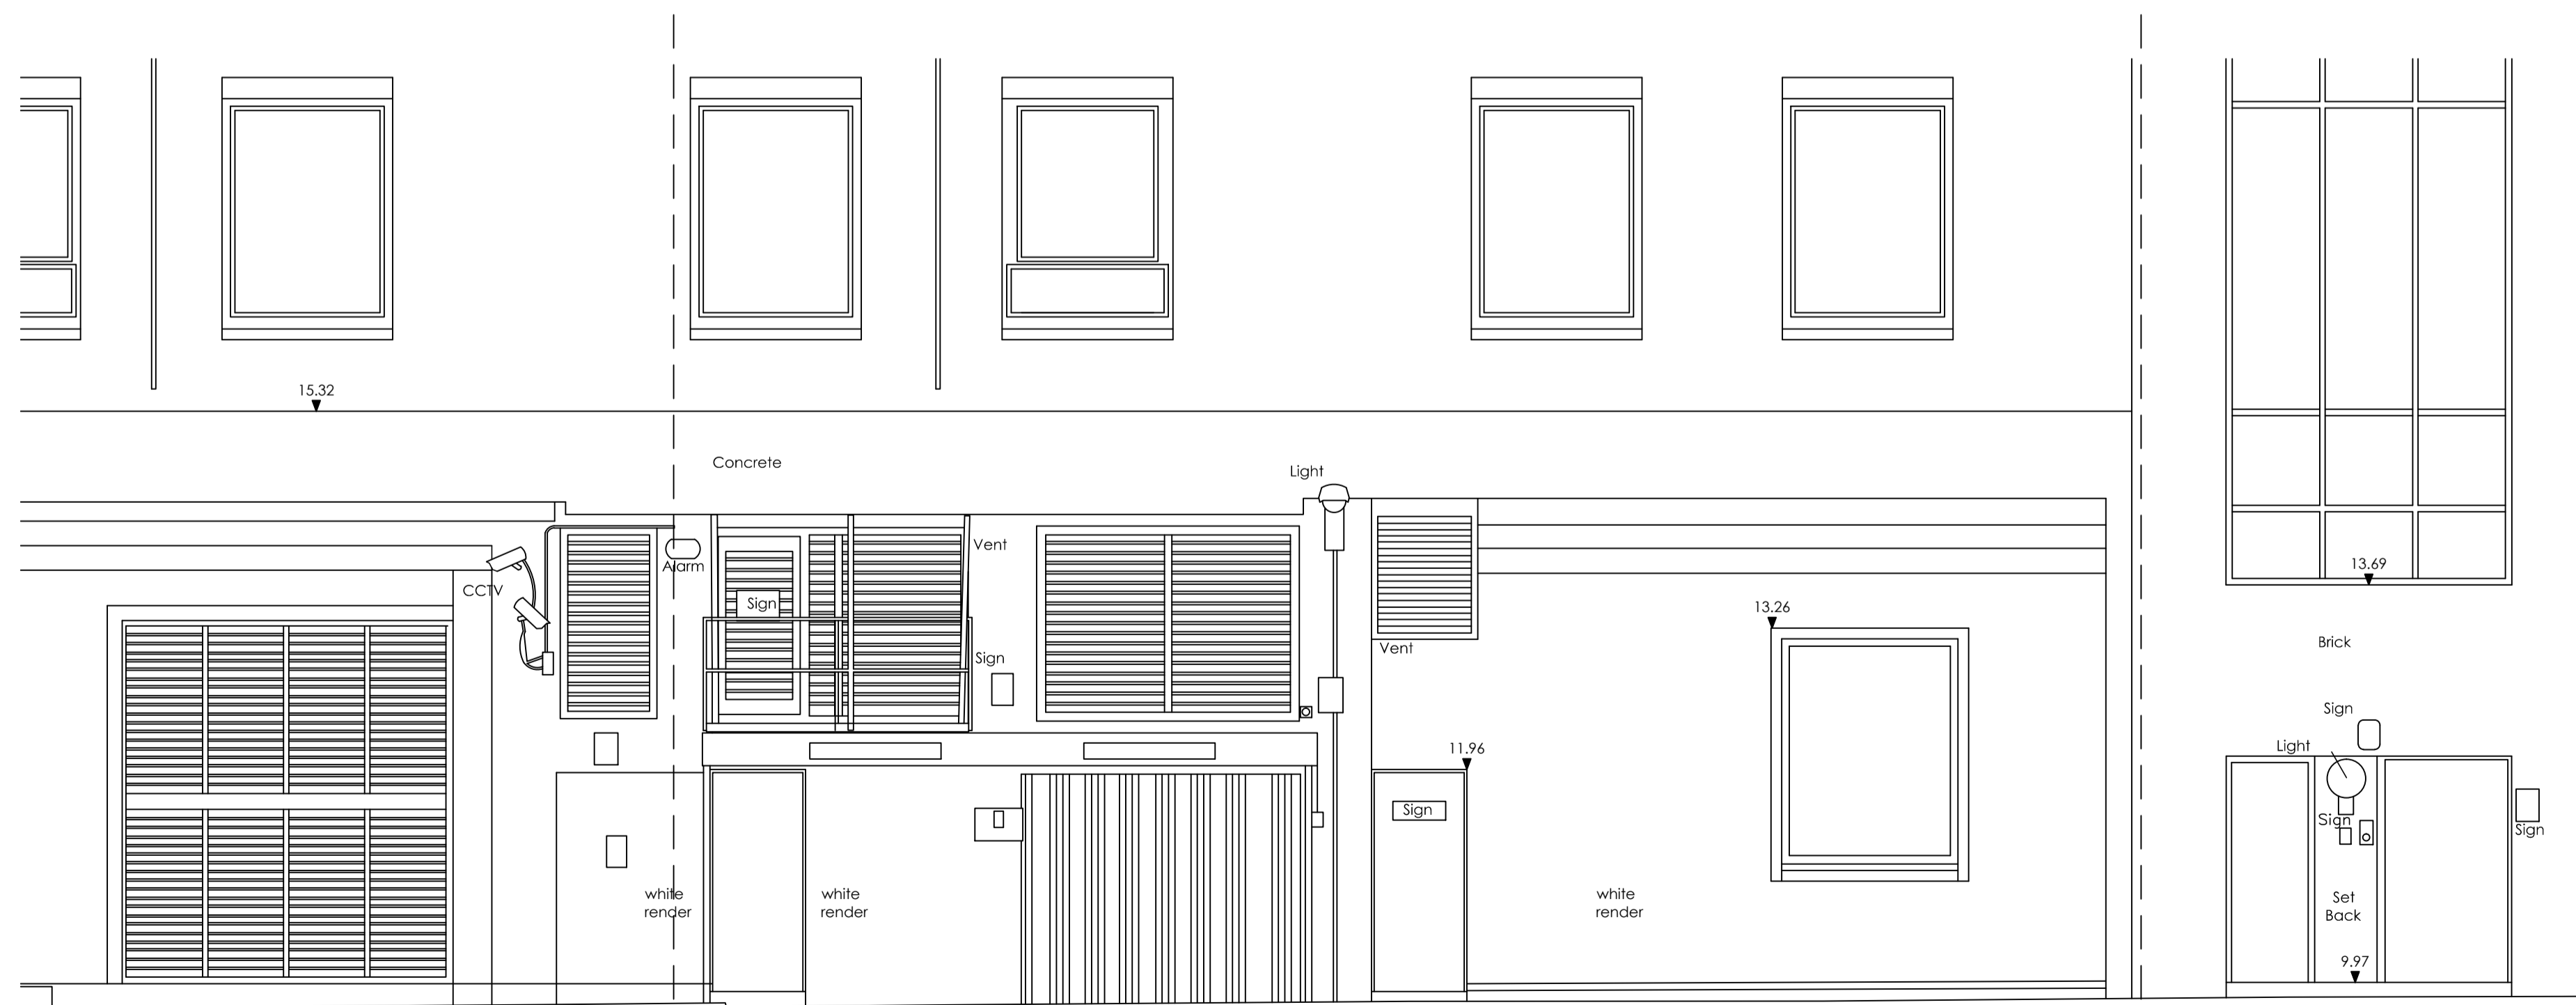 15.32
Concrete
Light
Vent
Alarm
13.69
CCTV
Sign
13.26
Brick
Vent
Sign
Sign
11.96
Light
Sign
Sign
Sign
white
render
white
render
white
render
Set
Back
9.97